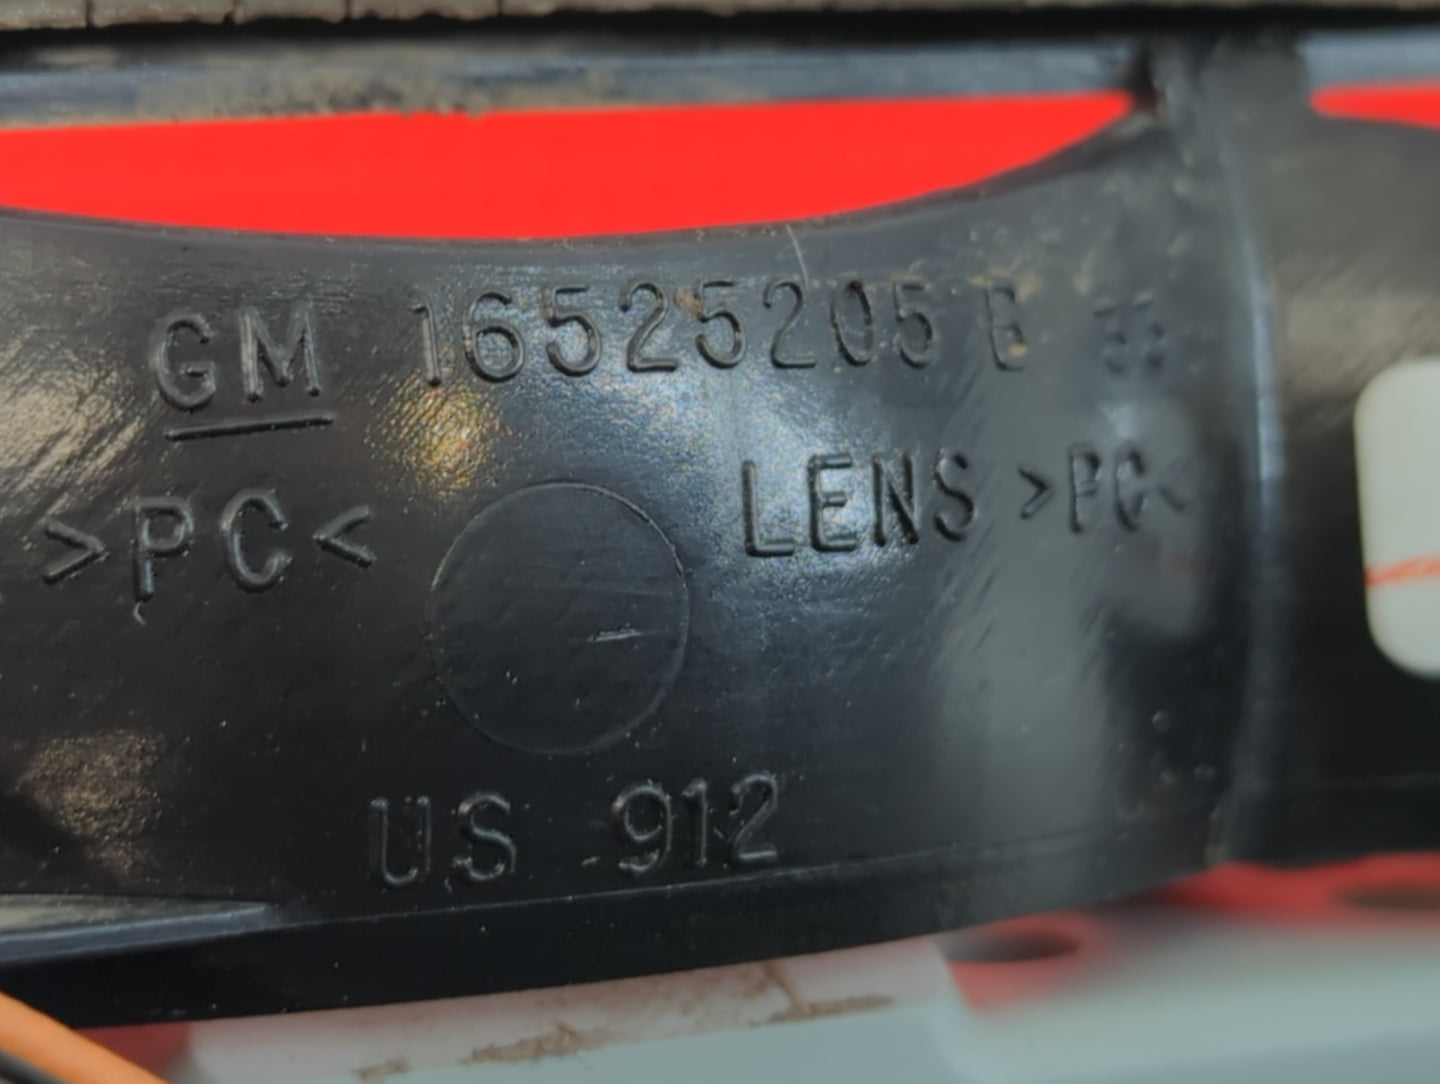 GM 16525205 B
>PC< LENS >PC<
US 912